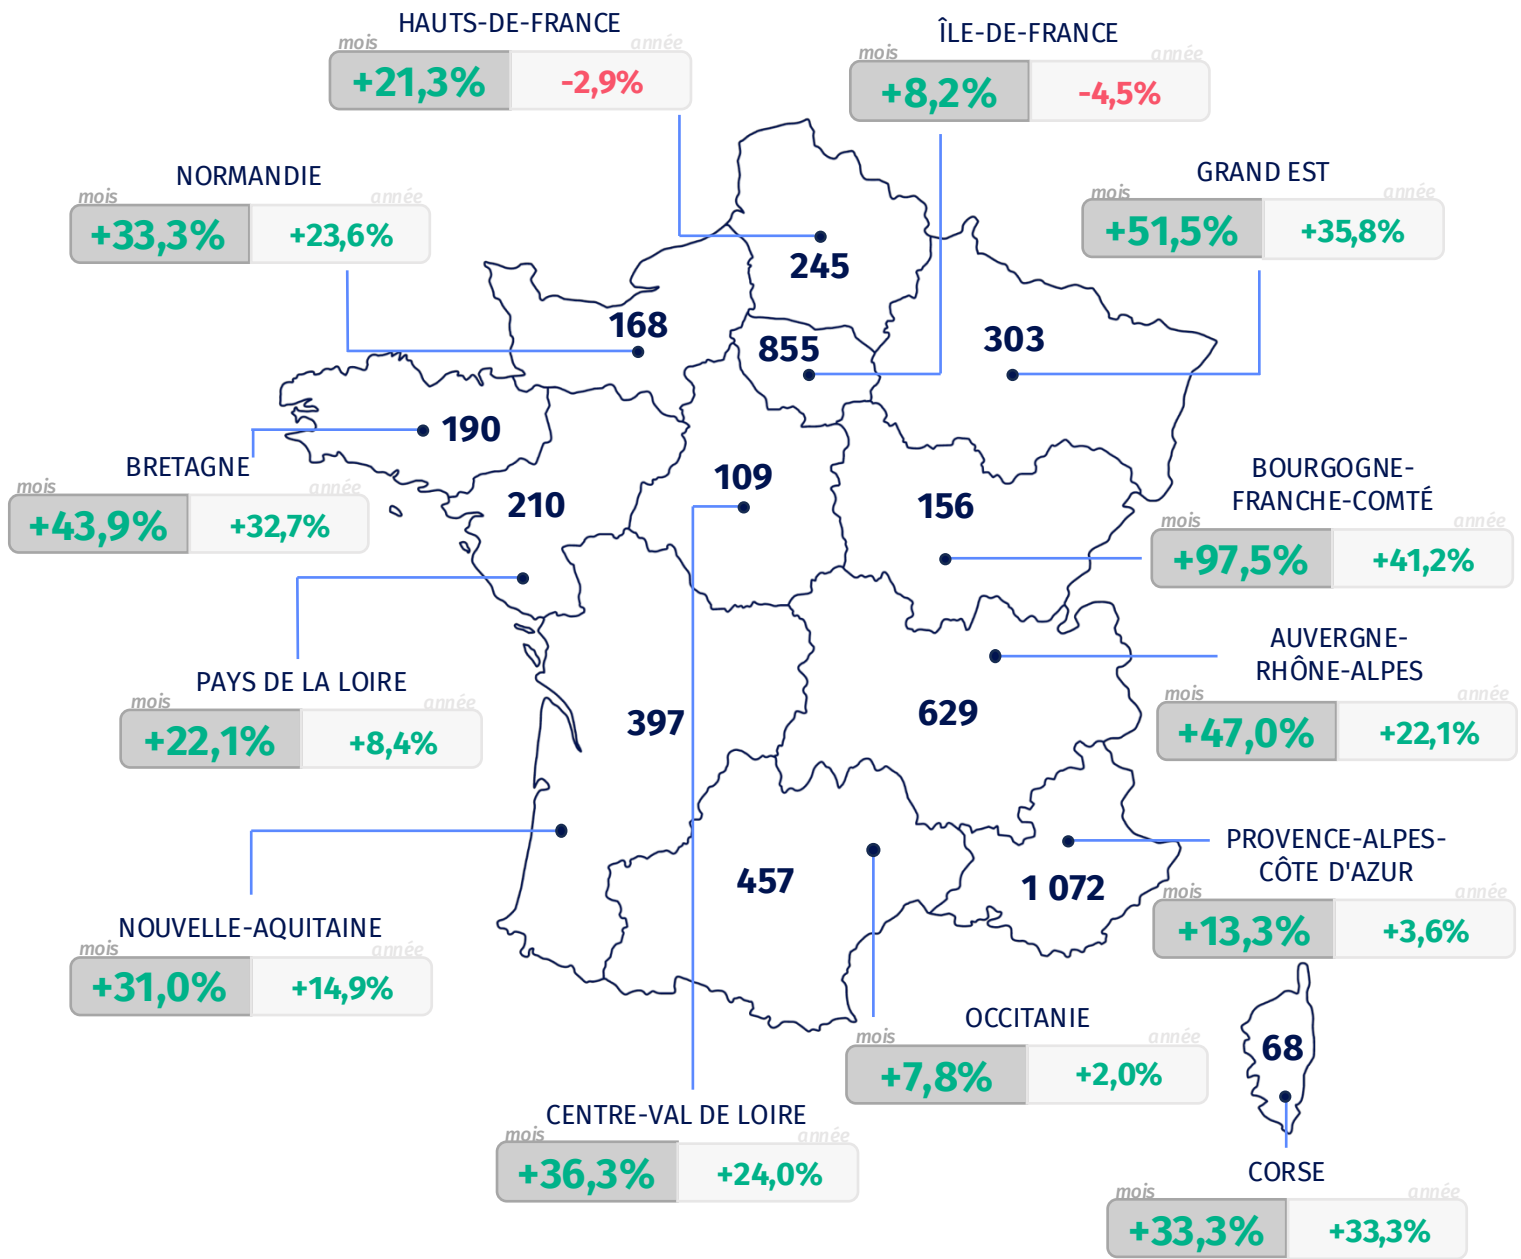 HAUTS-DE-FRANCE
mois année
+21,3% -2,9%
ÎLE-DE-FRANCE
mois année
+8,2% -4,5%
NORMANDIE
mois année
+33,3% +23,6%
GRAND EST
mois année
+51,5% +35,8%
245
168
855
303
190
109
210
156
BRETAGNE
mois année
+43,9% +32,7%
BOURGOGNE-
FRANCHE-COMTÉ
mois année
+97,5% +41,2%
PAYS DE LA LOIRE
mois année
+22,1% +8,4%
397
629
AUVERGNE-
RHÔNE-ALPES
mois année
+47,0% +22,1%
457
1 072
PROVENCE-ALPES-
CÔTE D'AZUR
mois année
+13,3% +3,6%
NOUVELLE-AQUITAINE
mois année
+31,0% +14,9%
OCCITANIE
mois année
+7,8% +2,0%
68
CENTRE-VAL DE LOIRE
mois année
+36,3% +24,0%
CORSE
mois année
+33,3% +33,3%